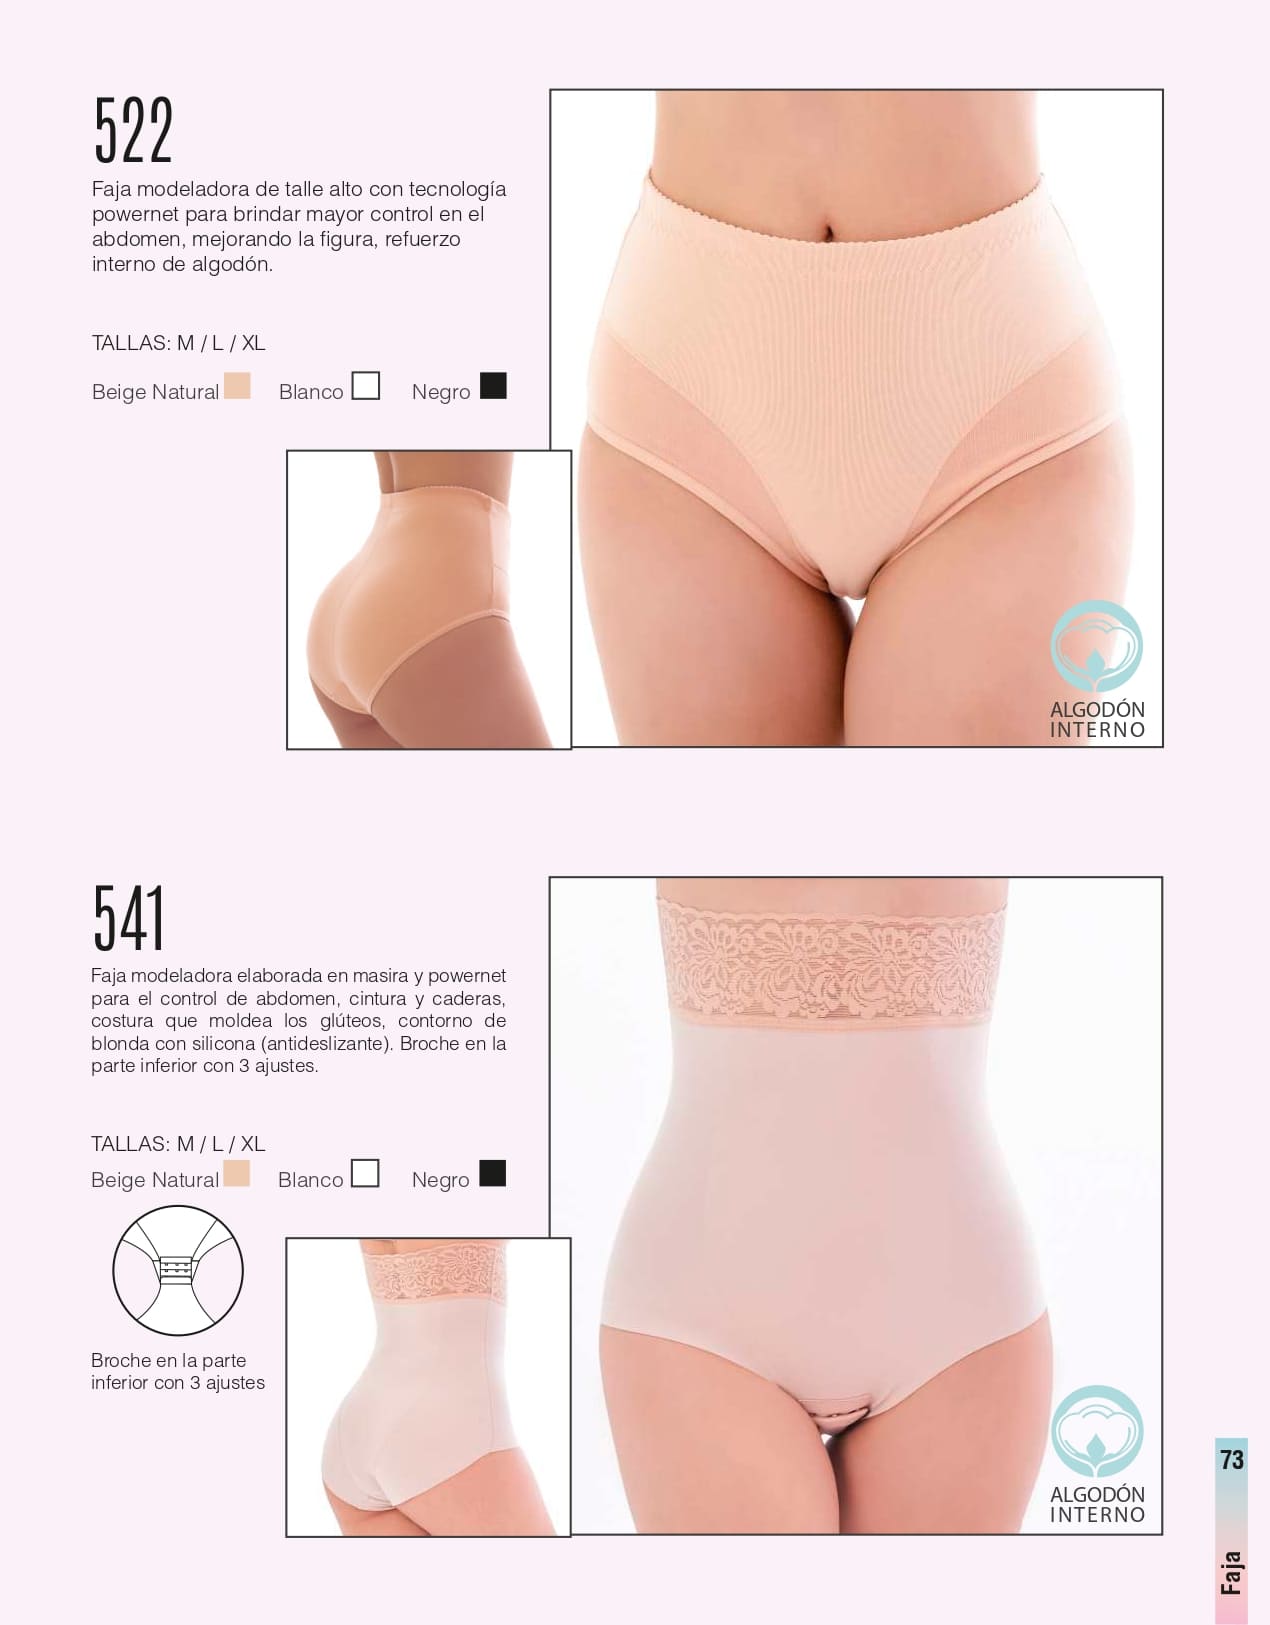 522
Faja modeladora de talle alto con tecnología
powernet para brindar mayor control en el
abdomen, mejorando la figura, refuerzo
interno de algodón.
TALLAS: M / L / XL
Beige Natural Blanco Negro
ALGODÓN
INTERNO
541
Faja modeladora elaborada en masira y powernet
para el control de abdomen, cintura y caderas,
costura que moldea los glúteos, contorno de
blonda con silicona (antideslizante). Broche en la
parte inferior con 3 ajustes.
TALLAS: M / L / XL
Beige Natural Blanco Negro
Broche en la parte
inferior con 3 ajustes
ALGODÓN
INTERNO
73
Faja